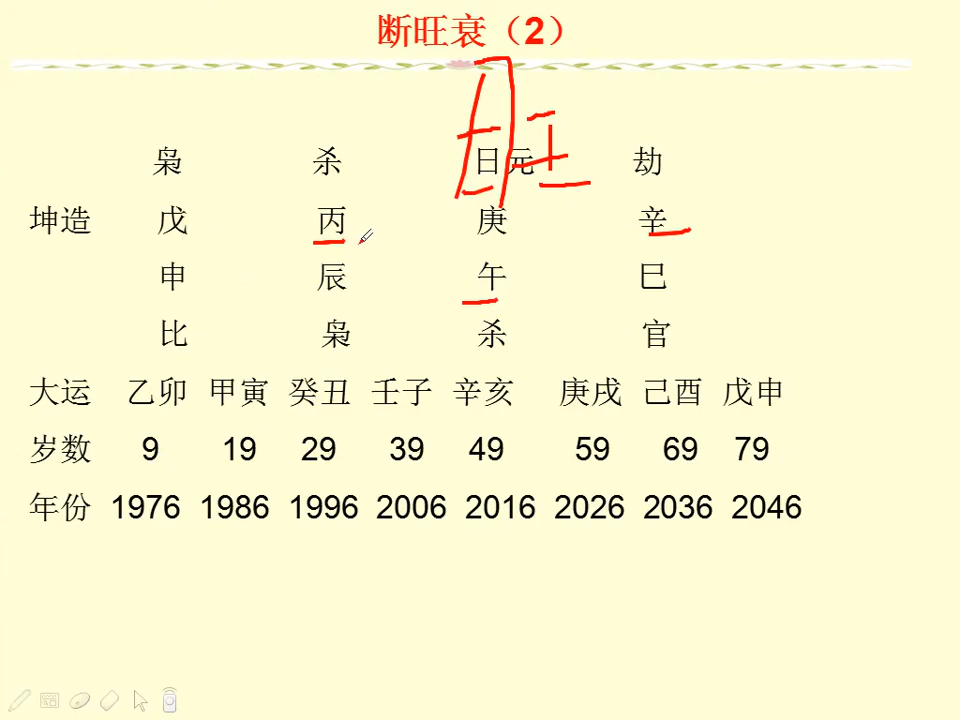 断旺衰（2）
枭 杀 日元 劫
坤造 戊 丙 庚 辛
申 辰 午 巳
比 枭 杀 官
大运 乙卯 甲寅 癸丑 壬子 辛亥 庚戌 己酉 戊申
岁数 9 19 29 39 49 59 69 79
年份 1976 1986 1996 2006 2016 2026 2036 2046